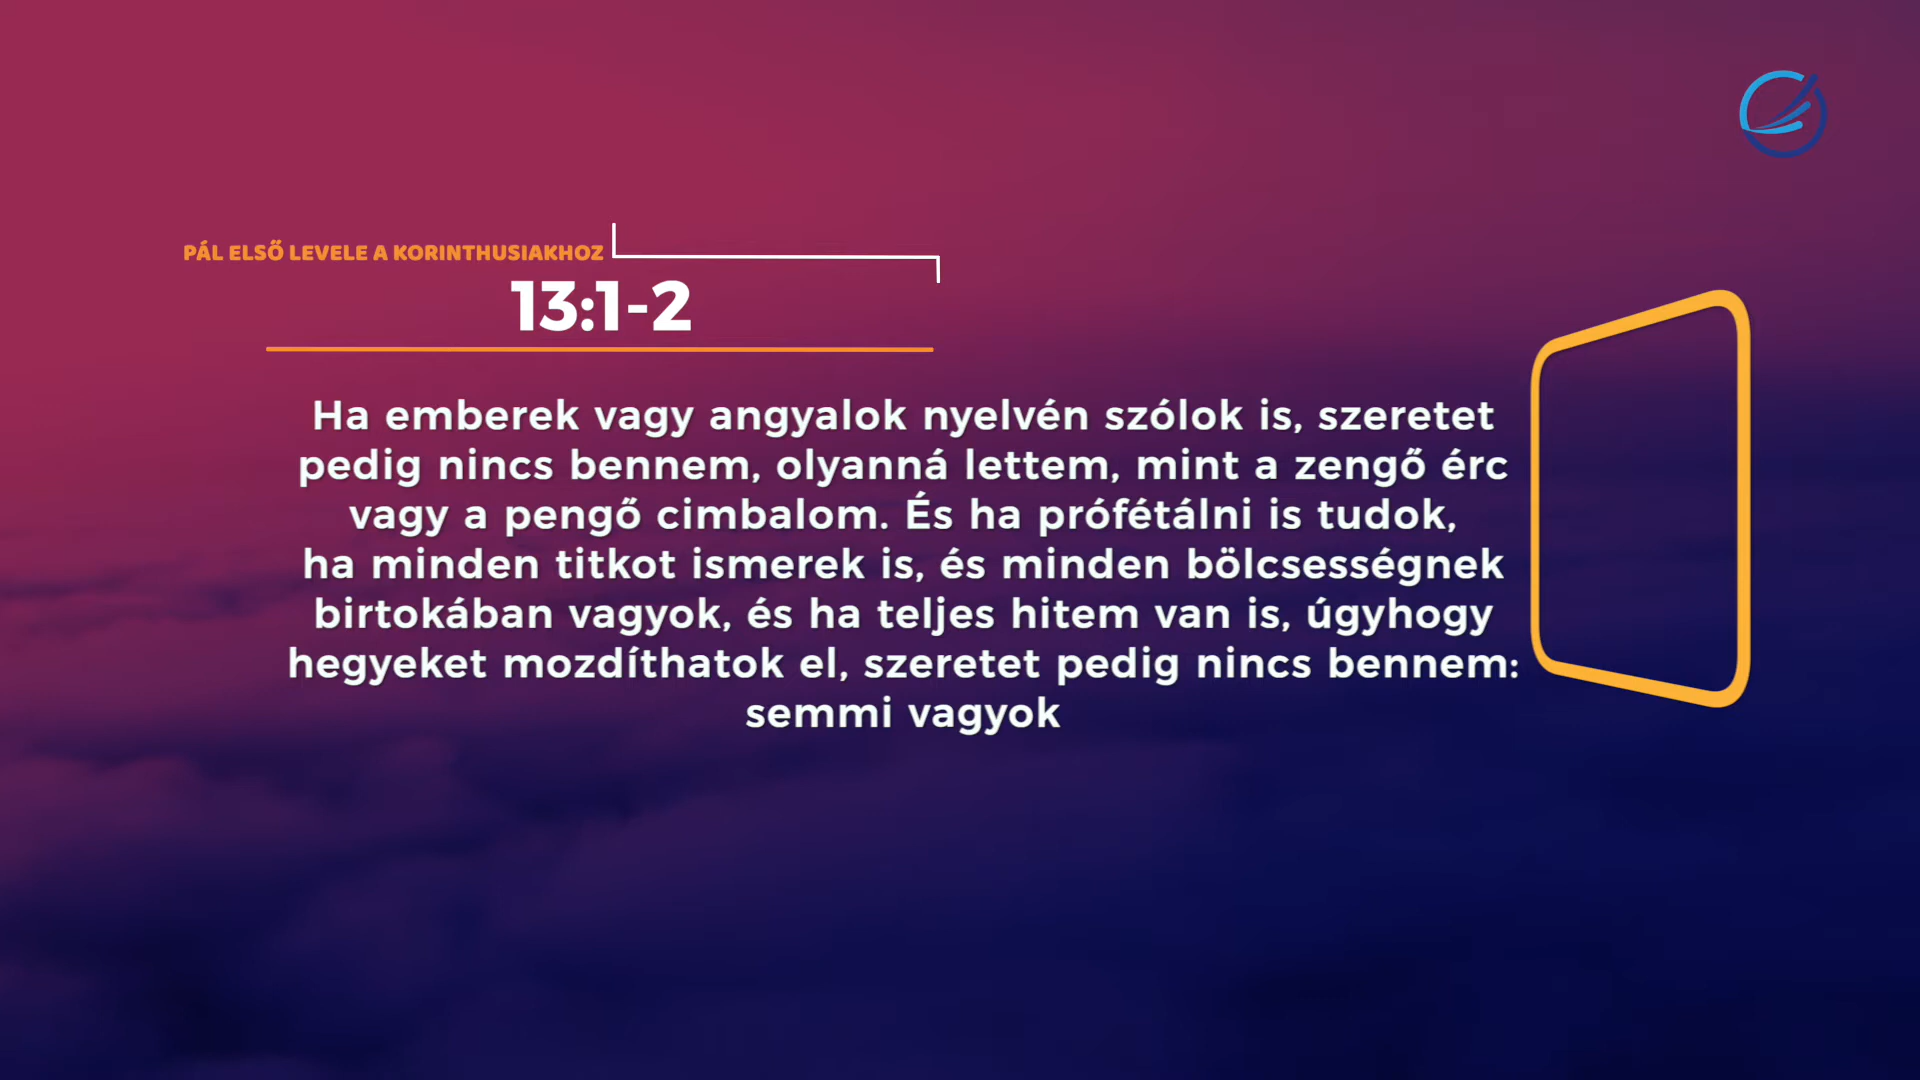 PÁL ELSŐ LEVELE A KORINTHUSIAKHOZ
13:1-2
Ha emberek vagy angyalok nyelvén szólok is, szeretet
pedig nincs bennem, olyanná lettem, mint a zengő érc
vagy a pengő cimbalom. És ha prófétálni is tudok,
ha minden titkot ismerek is, és minden bölcsességnek
birtokában vagyok, és ha teljes hitem van is, úgyhogy
hegyeket mozdíthatok el, szeretet pedig nincs bennem:
semmi vagyok